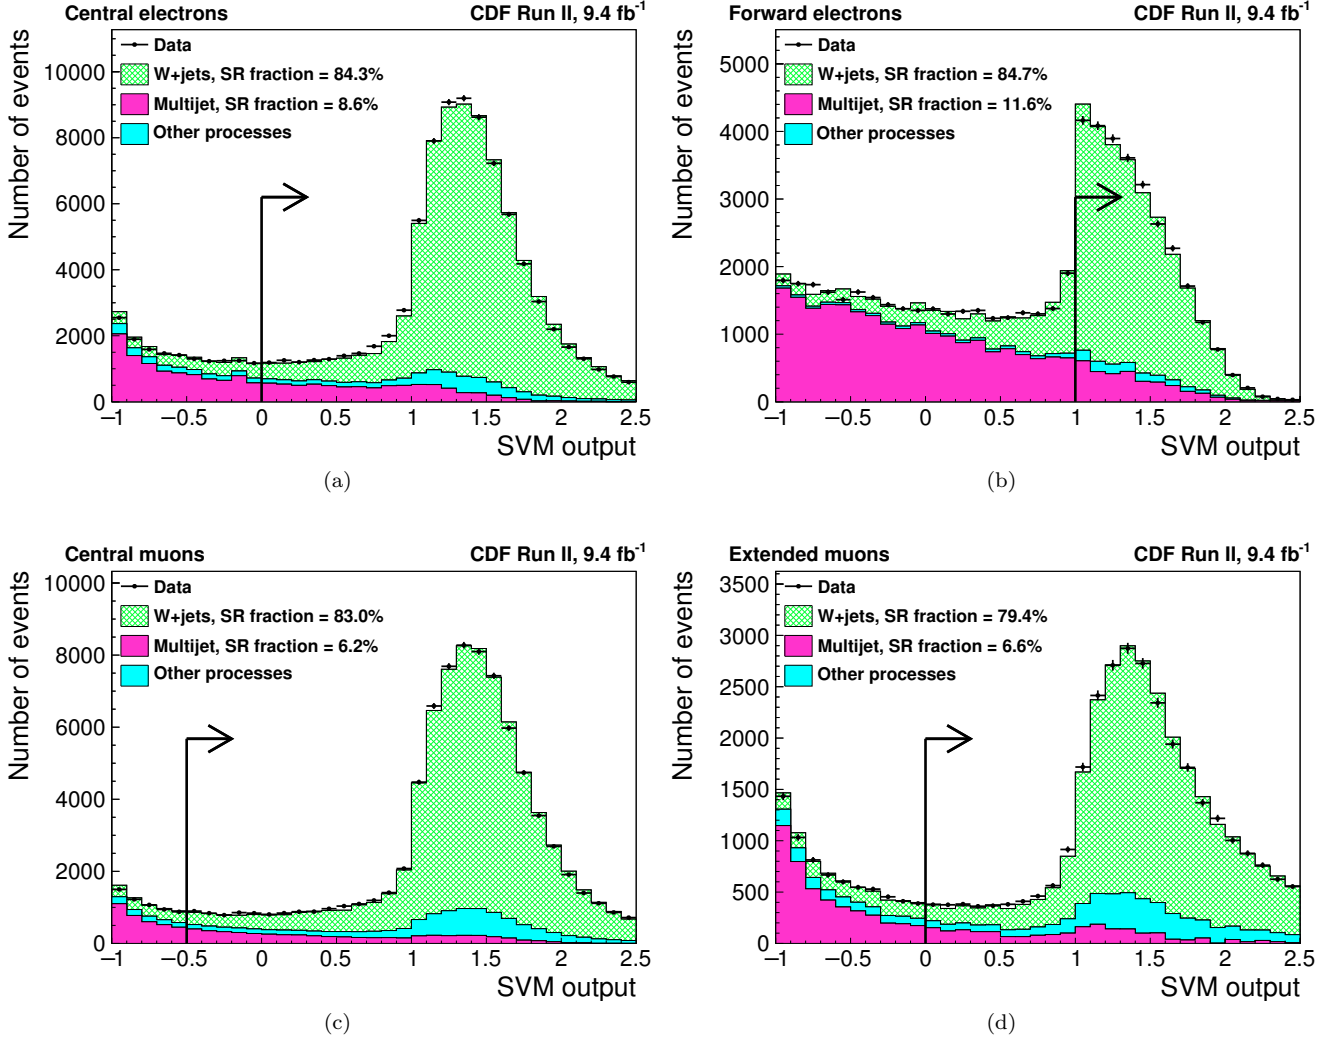 Central electrons
CDF Run II, 9.4 fb-1
Number of events
10000
8000
6000
4000
2000
0
Data
W+jets, SR fraction = 84.3%
Multijet, SR fraction = 8.6%
Other processes
−1
−0.5
0
0.5
1
1.5
2
2.5
SVM output
(a)
Forward electrons
CDF Run II, 9.4 fb-1
Number of events
5000
4000
3000
2000
1000
0
Data
W+jets, SR fraction = 84.7%
Multijet, SR fraction = 11.6%
Other processes
−1
−0.5
0
0.5
1
1.5
2
2.5
SVM output
(b)
Central muons
CDF Run II, 9.4 fb-1
Number of events
10000
8000
6000
4000
2000
0
Data
W+jets, SR fraction = 83.0%
Multijet, SR fraction = 6.2%
Other processes
−1
−0.5
0
0.5
1
1.5
2
2.5
SVM output
(c)
Extended muons
CDF Run II, 9.4 fb-1
Number of events
3500
3000
2500
2000
1500
1000
500
0
Data
W+jets, SR fraction = 79.4%
Multijet, SR fraction = 6.6%
Other processes
−1
−0.5
0
0.5
1
1.5
2
2.5
SVM output
(d)